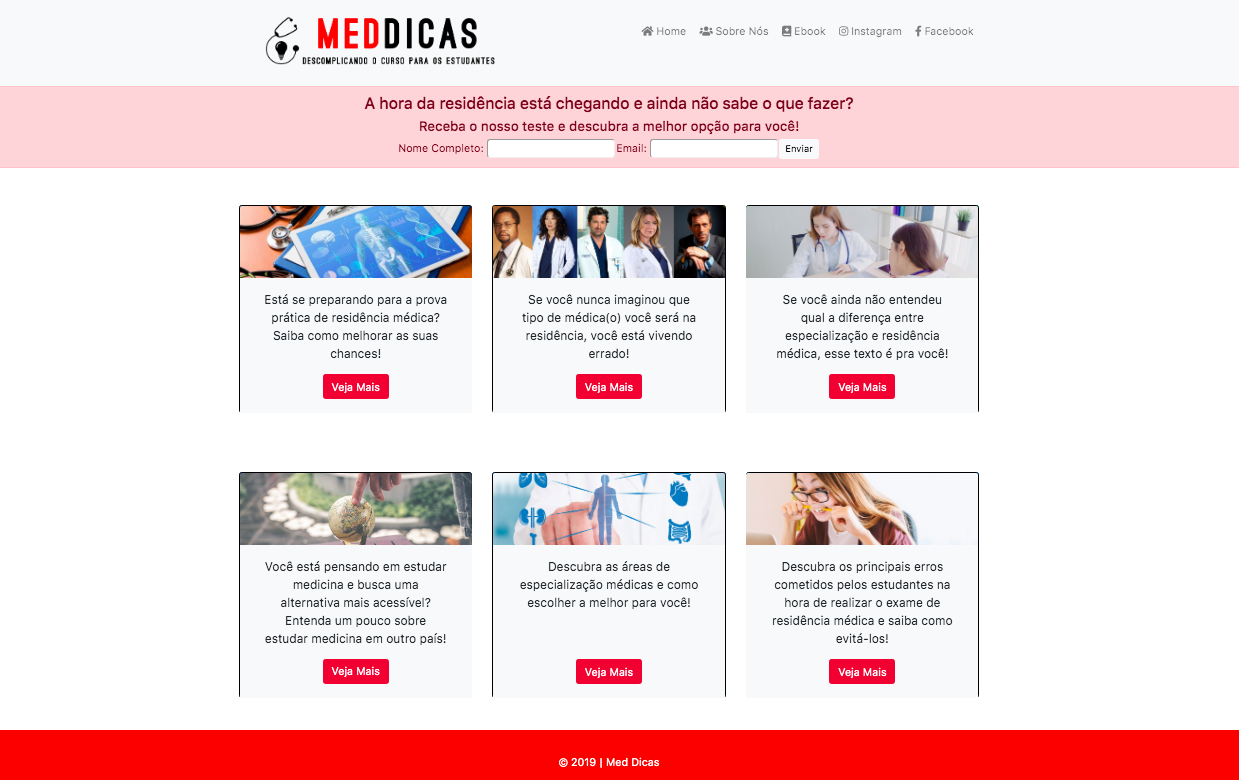 MEDDICAS
DESCOMPLICANDO O CURSO PARA OS ESTUDANTES
Home Sobre Nós Ebook Instagram Facebook
A hora da residência está chegando e ainda não sabe o que fazer?
Receba o nosso teste e descubra a melhor opção para você!
Nome Completo: Email: Enviar
Está se preparando para a prova
prática de residência médica?
Saiba como melhorar as suas
chances!
Veja Mais
Se você nunca imaginou que
tipo de médica(o) você será na
residência, você está vivendo
errado!
Veja Mais
Se você ainda não entendeu
qual a diferença entre
especialização e residência
médica, esse texto é pra você!
Veja Mais
Você está pensando em estudar
medicina e busca uma
alternativa mais acessível?
Entenda um pouco sobre
estudar medicina em outro país!
Veja Mais
Descubra as áreas de
especialização médicas e como
escolher a melhor para você!
Veja Mais
Descubra os principais erros
cometidos pelos estudantes na
hora de realizar o exame de
residência médica e saiba como
evitá-los!
Veja Mais
© 2019 | Med Dicas